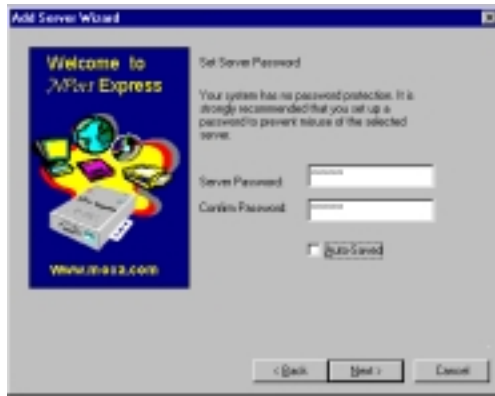 Add Server Wizard
Welcome to
NPort Express
www.moxa.com
Set Server Password
Your system has no password protection. It is
strongly recommended that you set up a
password to prevent misuse of the selected
server.
Server Password:
Confirm Password:
Auto Saved
< Back
Next >
Cancel